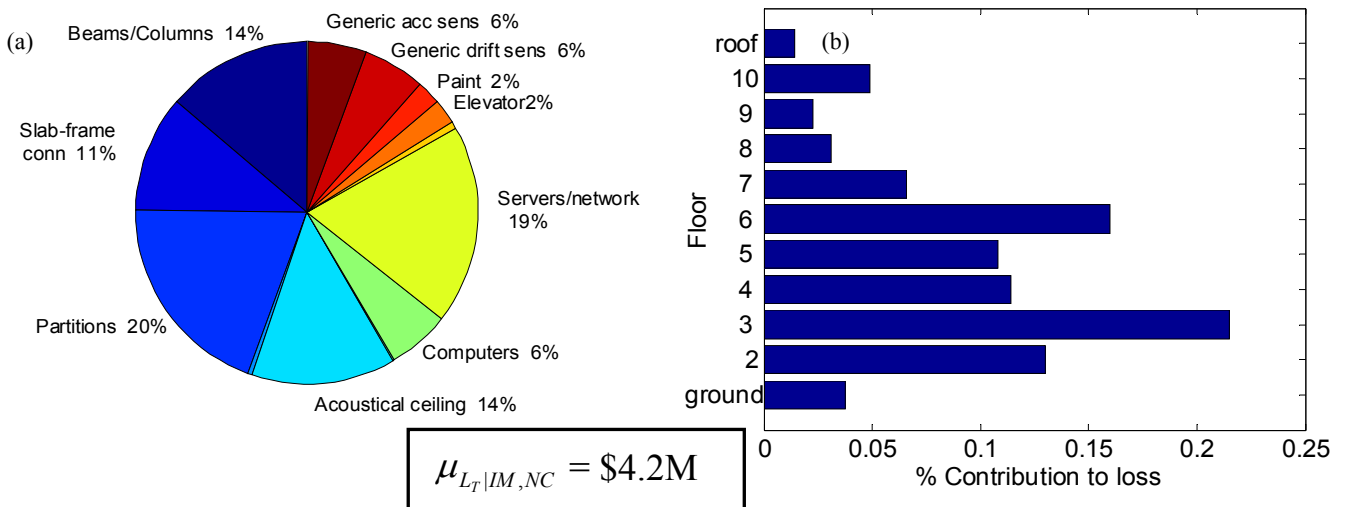 (a)
Generic acc sens 6%
Beams/Columns 14%
Generic drift sens 6%
Paint 2%
Elevator2%
Slab-frame
conn 11%
Servers/network
19%
Partitions 20%
Computers 6%
Acoustical ceiling 14%
μ_{L_T|IM,NC} = $4.2M
(b)
Floor
roof
10
9
8
7
6
5
4
3
2
ground
0 0.05 0.1 0.15 0.2 0.25
% Contribution to loss